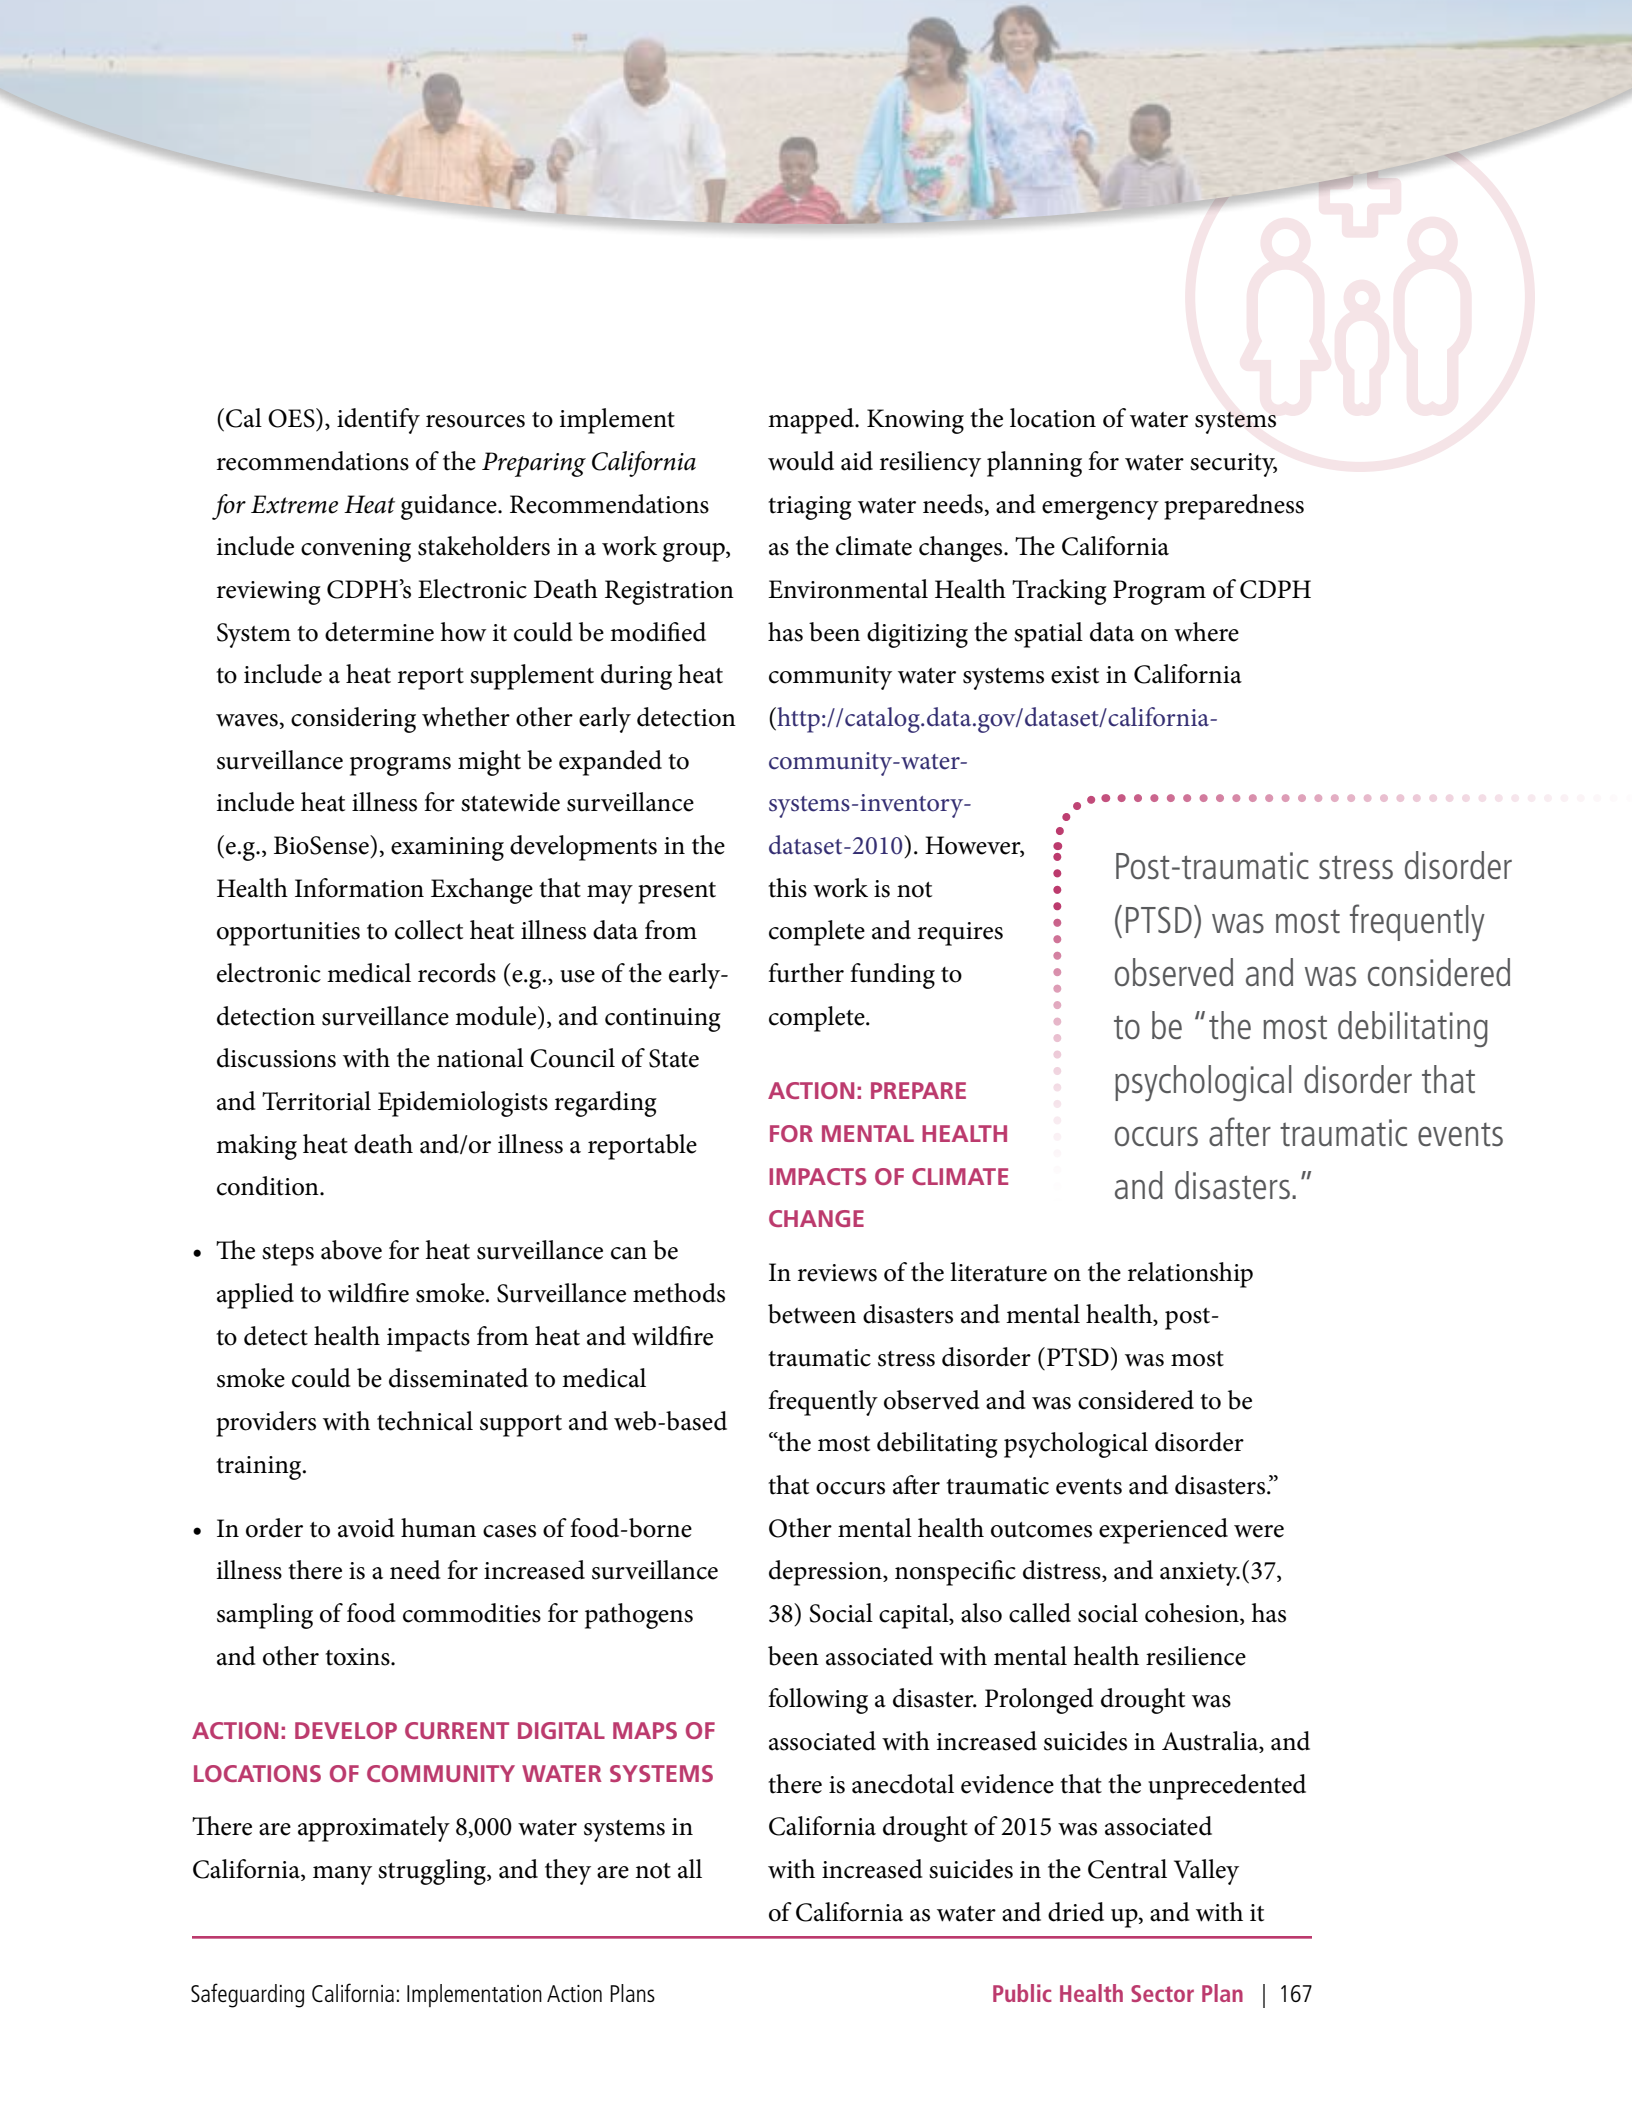 (Cal OES), identify resources to implement
recommendations of the Preparing California
for Extreme Heat guidance. Recommendations
include convening stakeholders in a work group,
reviewing CDPH’s Electronic Death Registration
System to determine how it could be modified
to include a heat report supplement during heat
waves, considering whether other early detection
surveillance programs might be expanded to
include heat illness for statewide surveillance
(e.g., BioSense), examining developments in the
Health Information Exchange that may present
opportunities to collect heat illness data from
electronic medical records (e.g., use of the early-
detection surveillance module), and continuing
discussions with the national Council of State
and Territorial Epidemiologists regarding
making heat death and/or illness a reportable
condition.
• The steps above for heat surveillance can be
applied to wildfire smoke. Surveillance methods
to detect health impacts from heat and wildfire
smoke could be disseminated to medical
providers with technical support and web-based
training.
• In order to avoid human cases of food-borne
illness there is a need for increased surveillance
sampling of food commodities for pathogens
and other toxins.
ACTION: DEVELOP CURRENT DIGITAL MAPS OF
LOCATIONS OF COMMUNITY WATER SYSTEMS
There are approximately 8,000 water systems in
California, many struggling, and they are not all
mapped. Knowing the location of water systems
would aid resiliency planning for water security,
triaging water needs, and emergency preparedness
as the climate changes. The California
Environmental Health Tracking Program of CDPH
has been digitizing the spatial data on where
community water systems exist in California
(http://catalog.data.gov/dataset/california-
community-water-
systems-inventory-
dataset-2010). However,
this work is not
complete and requires
further funding to
complete.
ACTION: PREPARE
FOR MENTAL HEALTH
IMPACTS OF CLIMATE
CHANGE
In reviews of the literature on the relationship
between disasters and mental health, post-
traumatic stress disorder (PTSD) was most
frequently observed and was considered to be
“the most debilitating psychological disorder
that occurs after traumatic events and disasters.”
Other mental health outcomes experienced were
depression, nonspecific distress, and anxiety.(37,
38) Social capital, also called social cohesion, has
been associated with mental health resilience
following a disaster. Prolonged drought was
associated with increased suicides in Australia, and
there is anecdotal evidence that the unprecedented
California drought of 2015 was associated
with increased suicides in the Central Valley
of California as water and dried up, and with it
Post-traumatic stress disorder
(PTSD) was most frequently
observed and was considered
to be “the most debilitating
psychological disorder that
occurs after traumatic events
and disasters.”
Safeguarding California: Implementation Action Plans
Public Health Sector Plan | 167